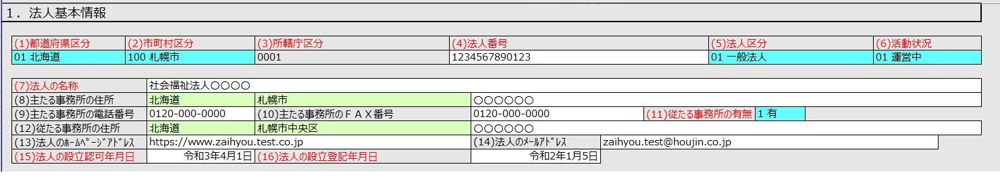 1．法人基本情報
(1)都道府県区分 (2)市町村区分 (3)所轄庁区分 (4)法人番号 (5)法人区分 (6)活動状況
01 北海道 100 札幌市 0001 1234567890123 01 一般法人 01 運営中
(7)法人の名称 社会福祉法人〇〇〇〇
(8)主たる事務所の住所 北海道 札幌市 〇〇〇〇〇〇
(9)主たる事務所の電話番号 0120-000-0000 (10)主たる事務所のＦＡＸ番号 0120-000-0000 (11)従たる事務所の有無 1 有
(12)従たる事務所の住所 北海道 札幌市中央区 〇〇〇〇〇〇
(13)法人のﾎｰﾑﾍﾟｰｼﾞｱﾄﾞﾚｽ https://www.zaihyou.test.co.jp (14)法人のﾒｰﾙｱﾄﾞﾚｽ zaihyou.test@houjin.co.jp
(15)法人の設立認可年月日 令和3年4月1日 (16)法人の設立登記年月日 令和2年1月5日